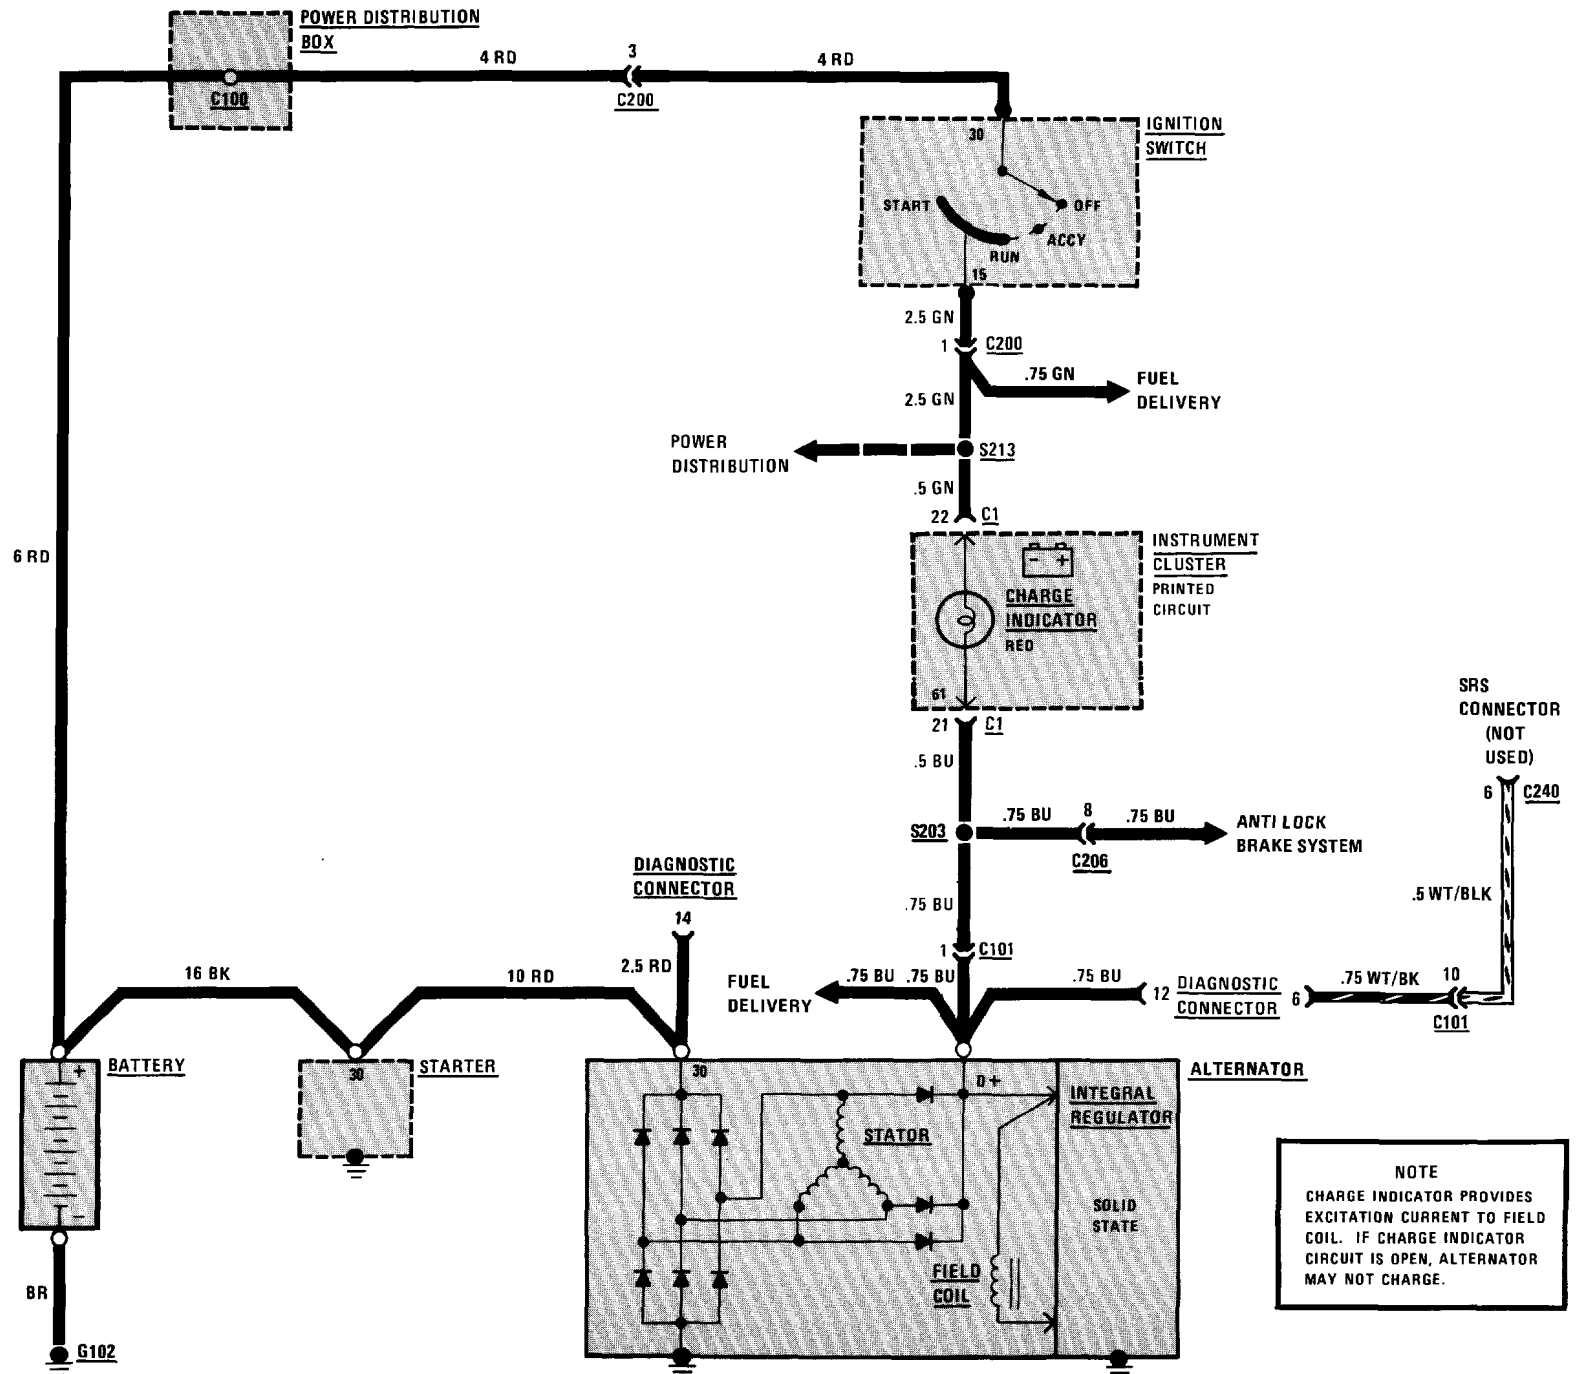 POWER DISTRIBUTION
BOX
C100
4 RD
3
C200
4 RD
IGNITION
SWITCH
30
START
OFF
ACCY
RUN
15
2.5 GN
1
C200
.75 GN
FUEL
DELIVERY
2.5 GN
POWER
DISTRIBUTION
S213
.5 GN
22
C1
6 RD
INSTRUMENT
CLUSTER
PRINTED
CIRCUIT
- +
CHARGE
INDICATOR
RED
61
21
C1
.5 BU
SRS
CONNECTOR
(NOT
USED)
6
C240
S203
.75 BU
8
C206
.75 BU
ANTI LOCK
BRAKE SYSTEM
DIAGNOSTIC
CONNECTOR
14
.75 BU
.5 WT/BLK
1
C101
16 BK
10 RD
2.5 RD
FUEL
DELIVERY
.75 BU
.75 BU
.75 BU
12
DIAGNOSTIC
CONNECTOR
6
.75 WT/BK
10
C101
BATTERY
+
-
30
STARTER
30
D+
ALTERNATOR
INTEGRAL
REGULATOR
STATOR
SOLID
STATE
FIELD
COIL
BR
G102
NOTE
CHARGE INDICATOR PROVIDES
EXCITATION CURRENT TO FIELD
COIL. IF CHARGE INDICATOR
CIRCUIT IS OPEN, ALTERNATOR
MAY NOT CHARGE.